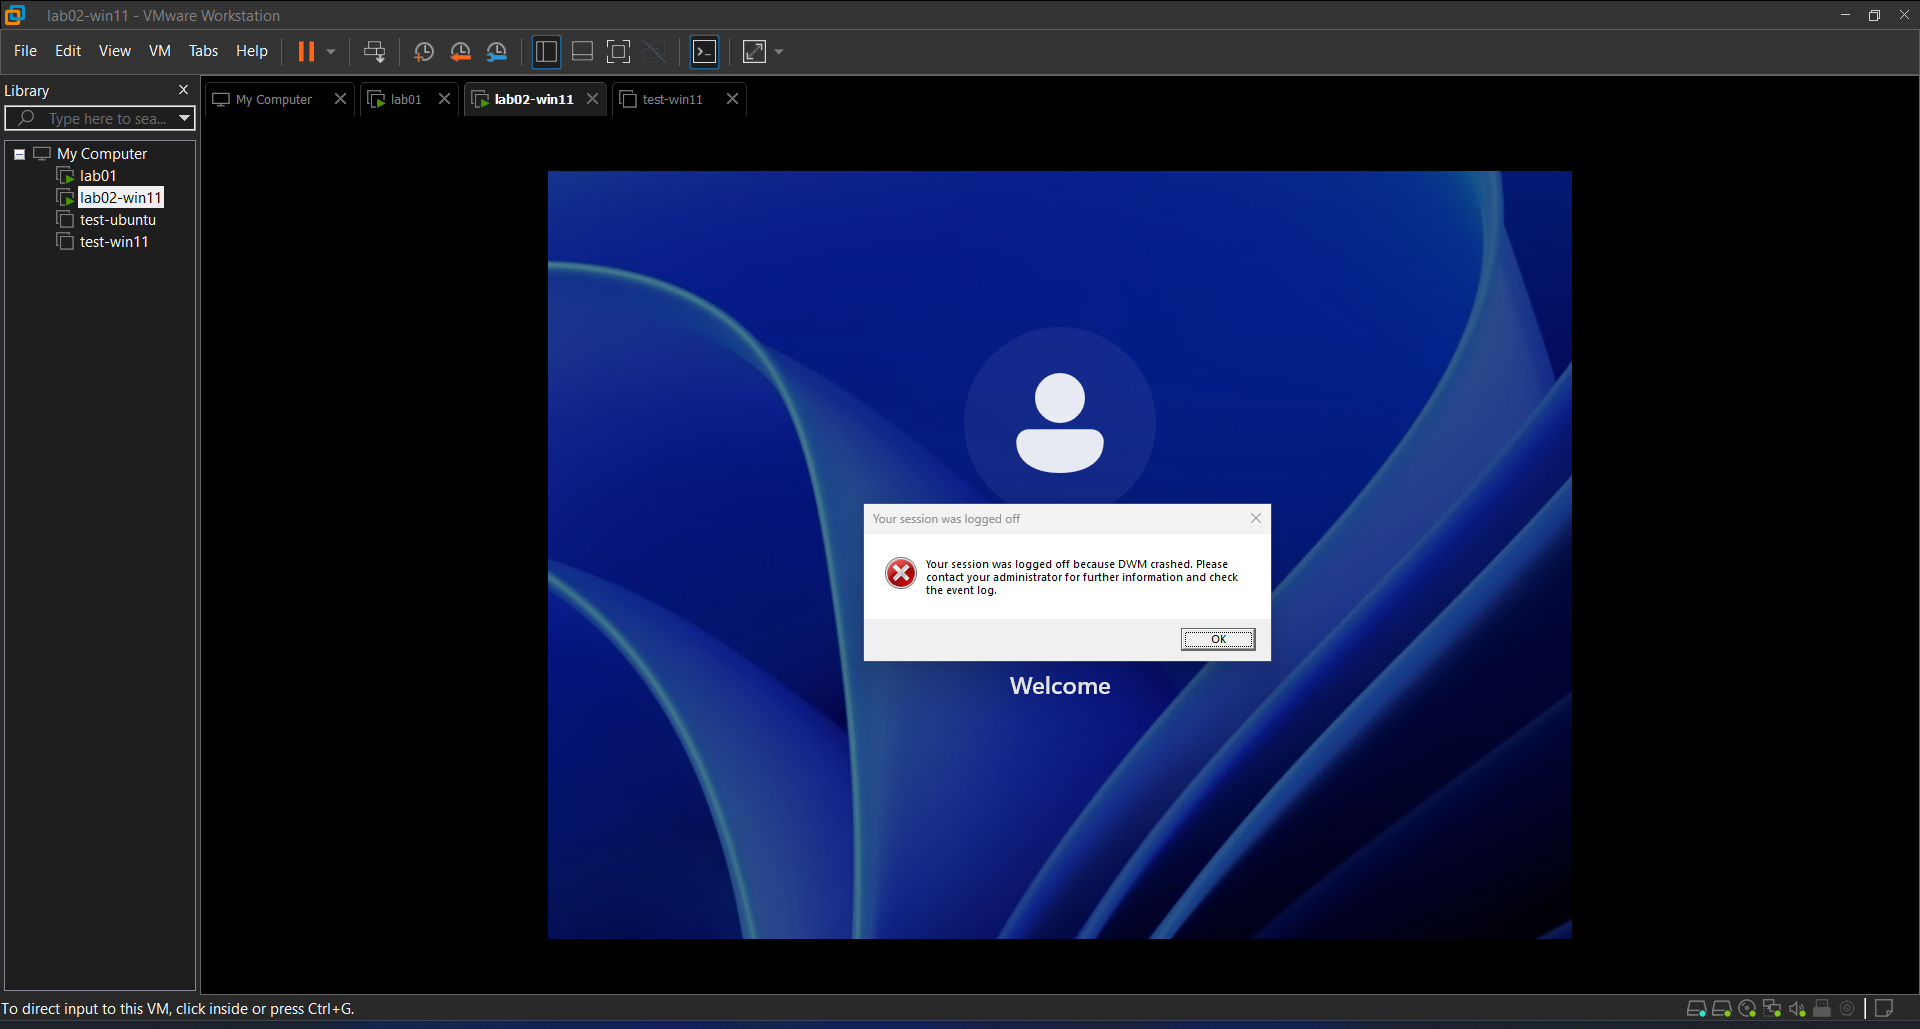 lab02-win11 - VMware Workstation
File Edit View VM Tabs Help
Library
Type here to sea...
My Computer
lab01
lab02-win11
test-ubuntu
test-win11
My Computer lab01 lab02-win11 test-win11
Your session was logged off
Your session was logged off because DWM crashed. Please
contact your administrator for further information and check
the event log.
OK
Welcome
To direct input to this VM, click inside or press Ctrl+G.